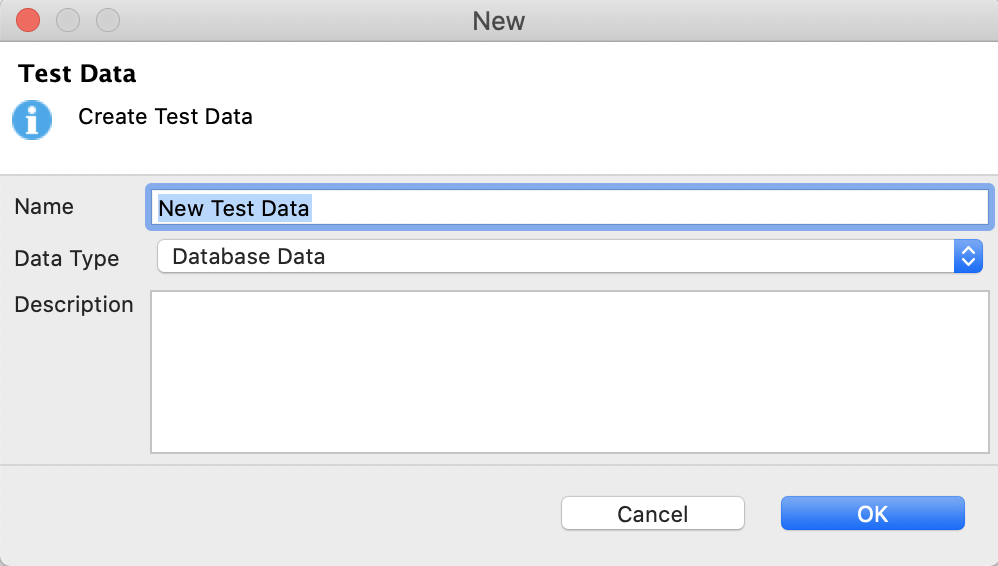 New
Test Data
Create Test Data
Name
New Test Data
Data Type
Database Data
Description
Cancel
OK